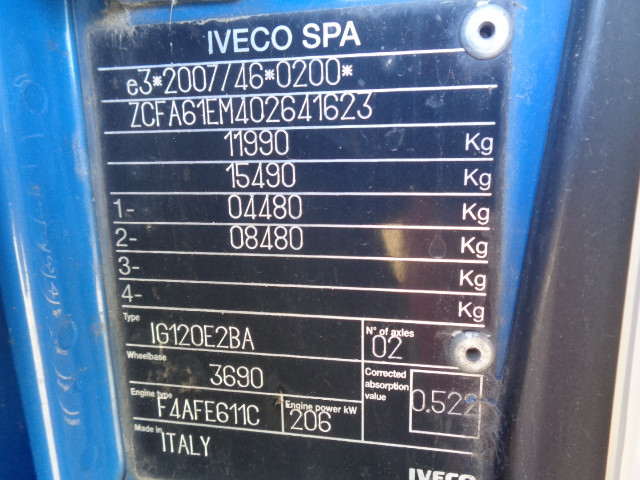 IVECO SPA
e3*2007/46*0200*
ZCFA61EM402641623
11990 Kg
15490 Kg
1- 04480 Kg
2- 08480 Kg
3- Kg
4- Kg
Type IG120E2BA N° of axles 02
Wheelbase 3690 Corrected absorption value 0.522
Engine type F4AFE611C Engine power kW 206
Made in ITALY
IVECO